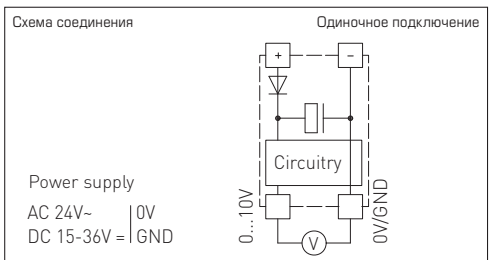 Схема соединения
Одиночное подключение
+ −
Circuitry
Power supply
AC 24V~ | 0V
DC 15-36V = | GND
0...10V
0V/GND
V